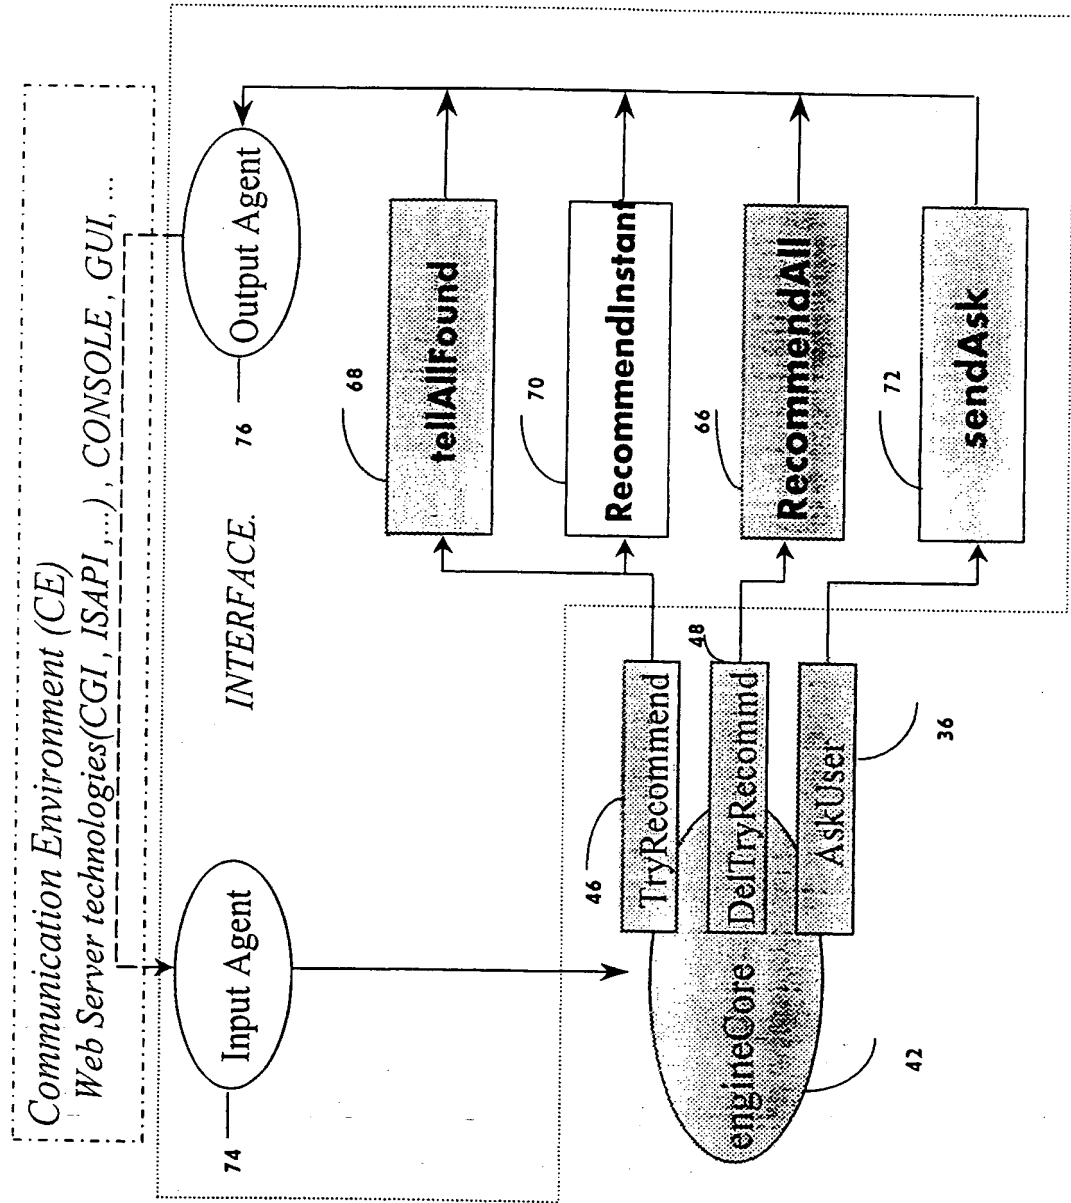 Communication Environment (CE)
Web Server technologies(CGI , ISAPI ,...) , CONSOLE , GUI, ...
INTERFACE.
74
Input Agent
76
Output Agent
46
TryRecommend
48
DelTryRecommd
AskUser
36
engineCore
42
68
tellAllFound
70
RecommendInstant
66
RecommendAll
72
sendAsk